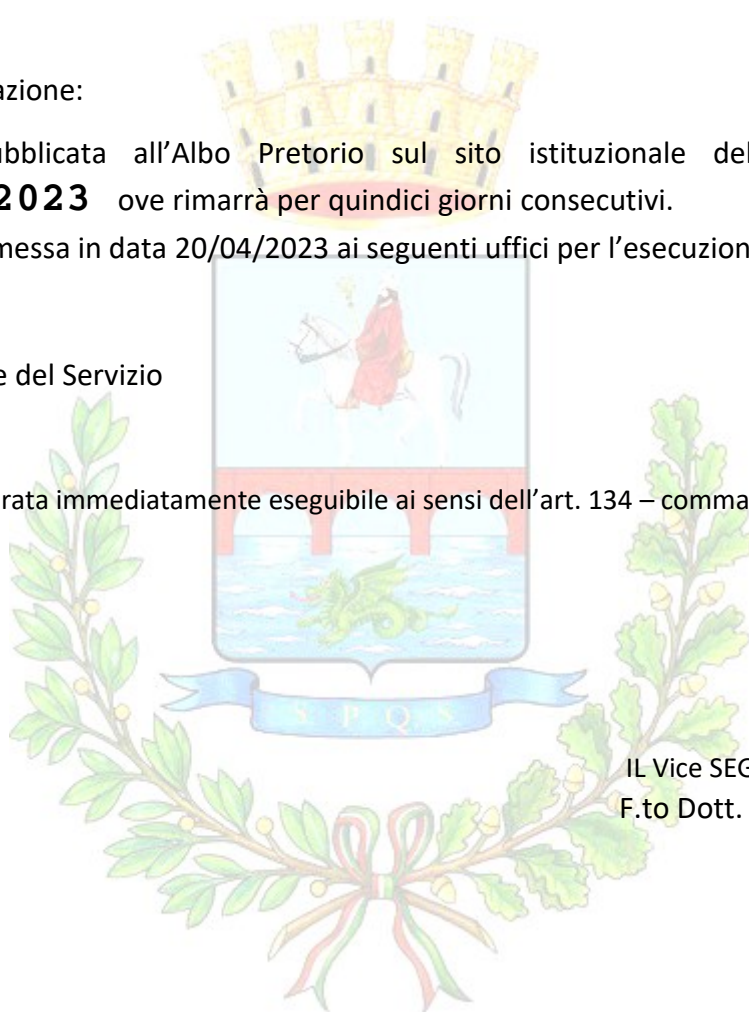 azione:
ubblicata all’Albo Pretorio sul sito istituzionale del
2023 ove rimarrà per quindici giorni consecutivi.
messa in data 20/04/2023 ai seguenti uffici per l’esecuzion
e del Servizio
rata immediatamente eseguibile ai sensi dell’art. 134 – comma
S. P. Q. S.
IL Vice SEG
F.to Dott.